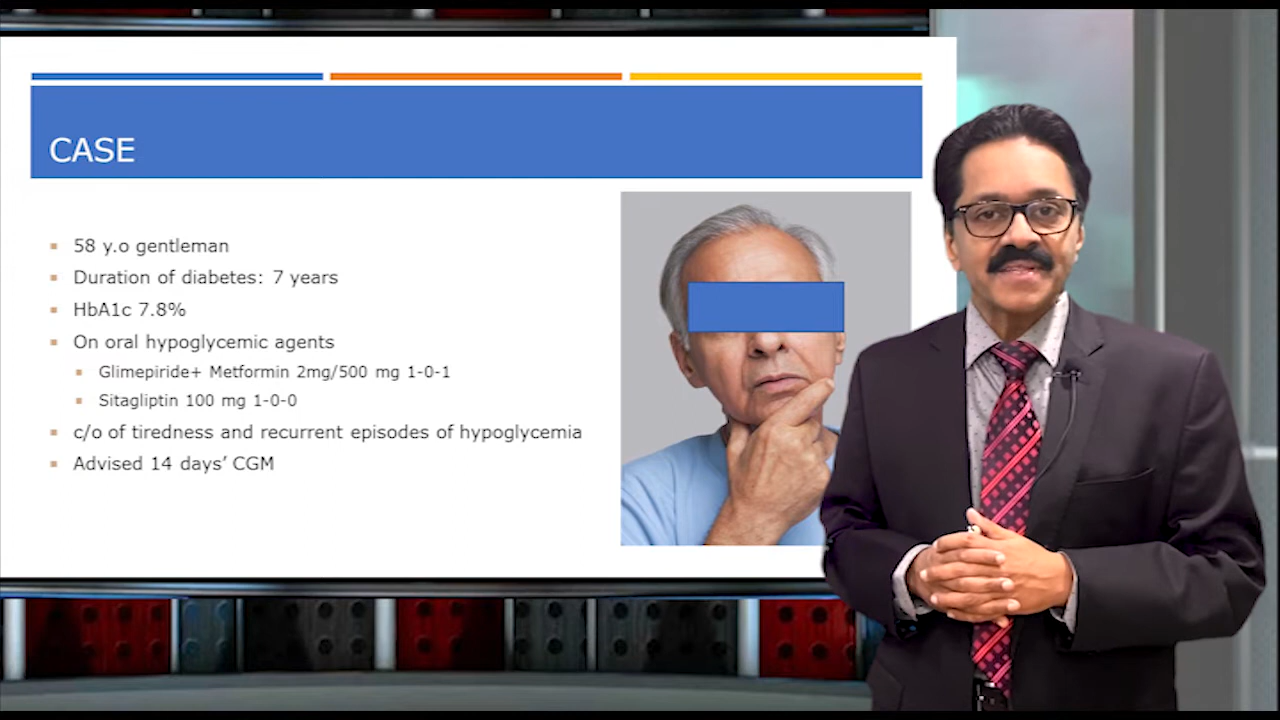 CASE
58 y.o gentleman
Duration of diabetes: 7 years
HbA1c 7.8%
On oral hypoglycemic agents
Glimepiride+ Metformin 2mg/500 mg 1-0-1
Sitagliptin 100 mg 1-0-0
c/o of tiredness and recurrent episodes of hypoglycemia
Advised 14 days’ CGM